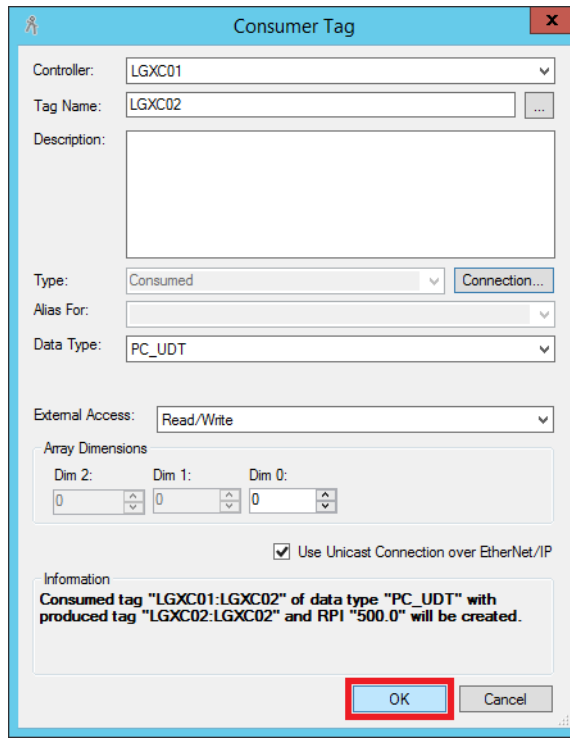 Consumer Tag
x
Controller: LGXC01
Tag Name: LGXC02 ...
Description:
Type: Consumed Connection...
Alias For:
Data Type: PC_UDT
External Access: Read/Write
Array Dimensions
Dim 2: Dim 1: Dim 0:
0 0 0
Use Unicast Connection over EtherNet/IP
Information
Consumed tag "LGXC01:LGXC02" of data type "PC_UDT" with
produced tag "LGXC02:LGXC02" and RPI "500.0" will be created.
OK Cancel